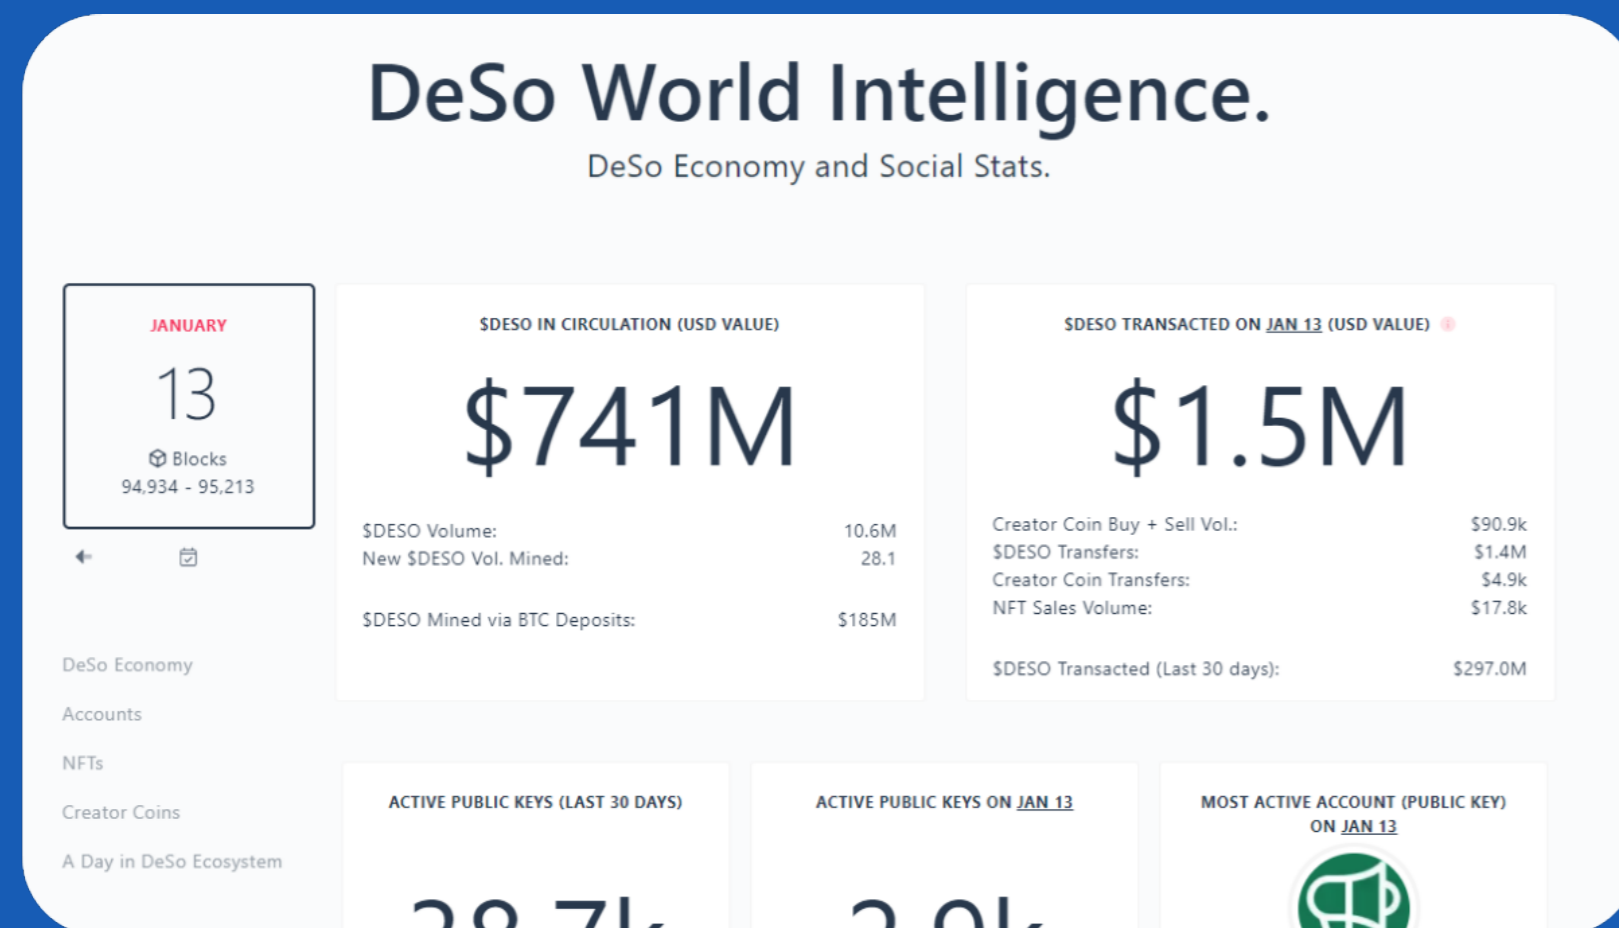 DeSo World Intelligence.
DeSo Economy and Social Stats.
JANUARY
13
Blocks
94,934 - 95,213
DeSo Economy
Accounts
NFTs
Creator Coins
A Day in DeSo Ecosystem
$DESO IN CIRCULATION (USD VALUE)
$741M
$DESO Volume: 10.6M
New $DESO Vol. Mined: 28.1
$DESO Mined via BTC Deposits: $185M
$DESO TRANSACTED ON JAN 13 (USD VALUE)
$1.5M
Creator Coin Buy + Sell Vol.: $90.9k
$DESO Transfers: $1.4M
Creator Coin Transfers: $4.9k
NFT Sales Volume: $17.8k
$DESO Transacted (Last 30 days): $297.0M
ACTIVE PUBLIC KEYS (LAST 30 DAYS)
ACTIVE PUBLIC KEYS ON JAN 13
MOST ACTIVE ACCOUNT (PUBLIC KEY)
ON JAN 13